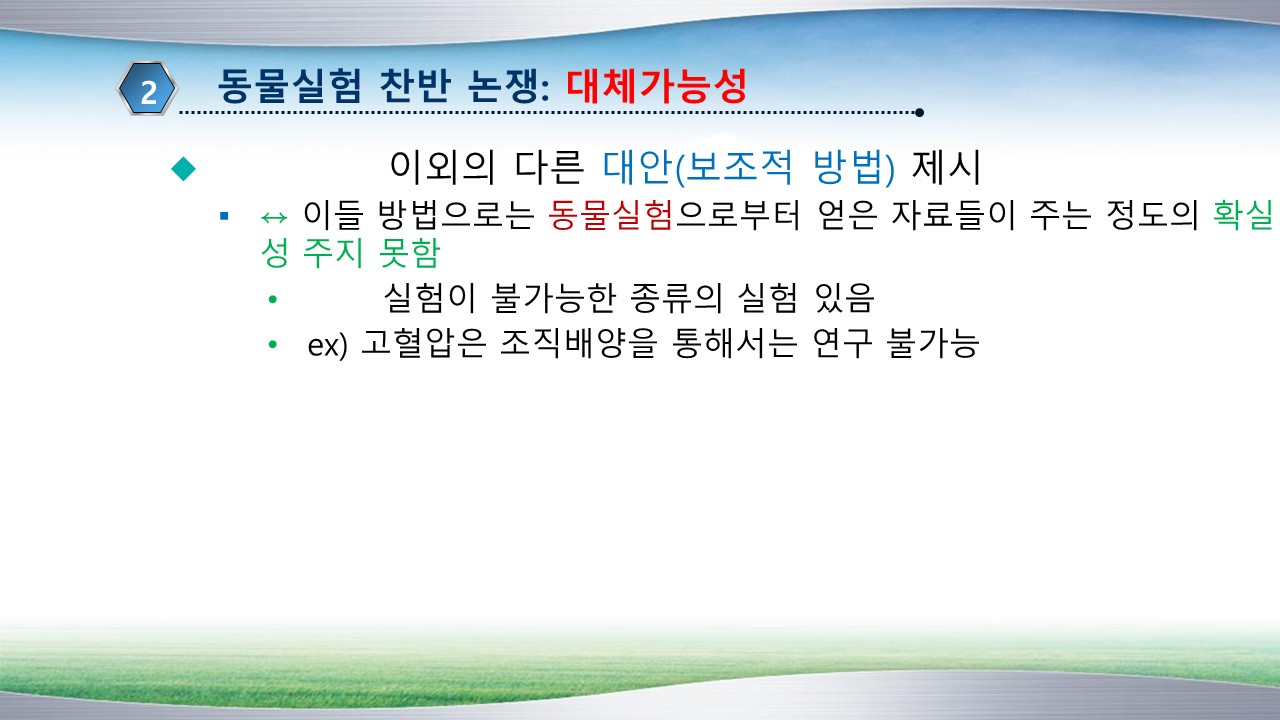 2
동물실험 찬반 논쟁: 대체가능성
이외의 다른 대안(보조적 방법) 제시
↔ 이들 방법으로는 동물실험으로부터 얻은 자료들이 주는 정도의 확실
성 주지 못함
실험이 불가능한 종류의 실험 있음
ex) 고혈압은 조직배양을 통해서는 연구 불가능